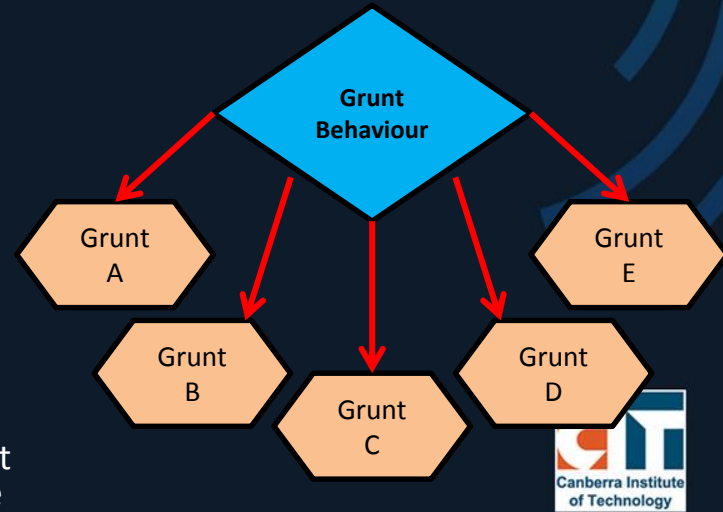 Grunt
Behaviour
Grunt
A
Grunt
E
Grunt
B
Grunt
D
Grunt
C
Canberra Institute
of Technology